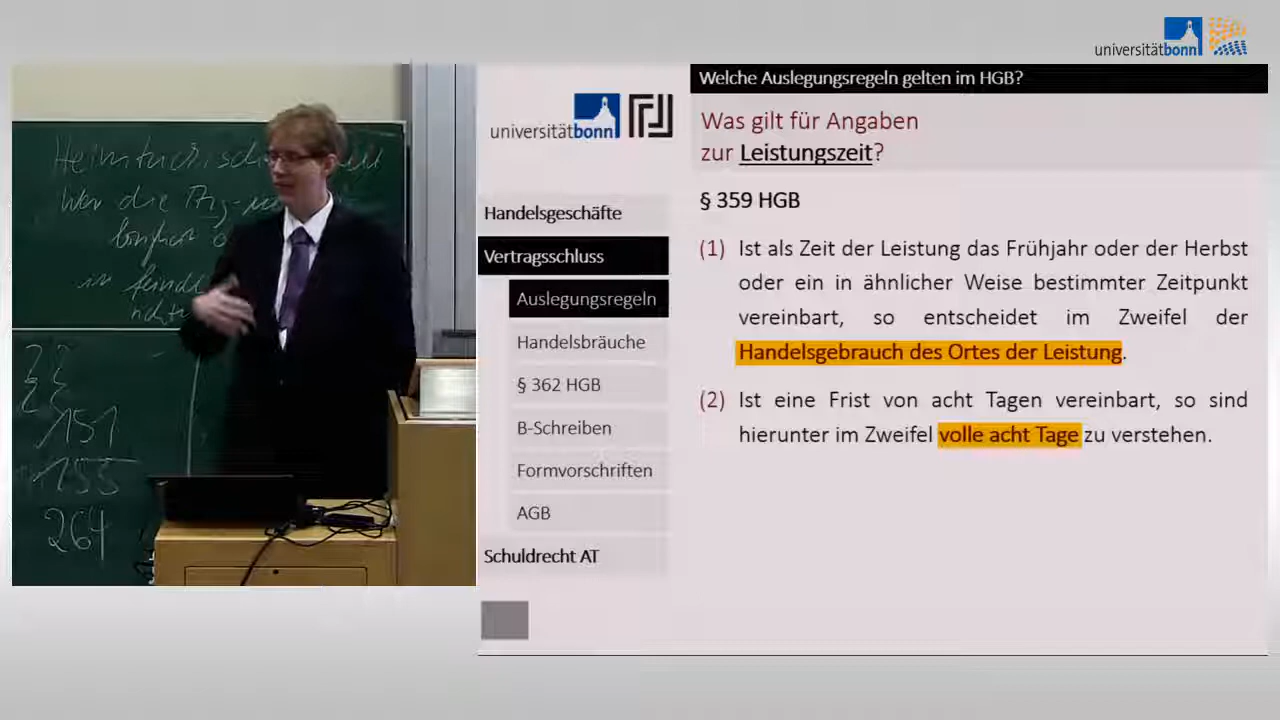 universitätbonn
Welche Auslegungsregeln gelten im HGB?
universitätbonn
Was gilt für Angaben
zur Leistungszeit?
§ 359 HGB
(1) Ist als Zeit der Leistung das Frühjahr oder der Herbst
oder ein in ähnlicher Weise bestimmter Zeitpunkt
vereinbart, so entscheidet im Zweifel der
Handelsgebrauch des Ortes der Leistung.
(2) Ist eine Frist von acht Tagen vereinbart, so sind
hierunter im Zweifel volle acht Tage zu verstehen.
Handelsgeschäfte
Vertragsschluss
Auslegungsregeln
Handelsbräuche
§ 362 HGB
B-Schreiben
Formvorschriften
AGB
Schuldrecht AT
Wer die
151
155
264